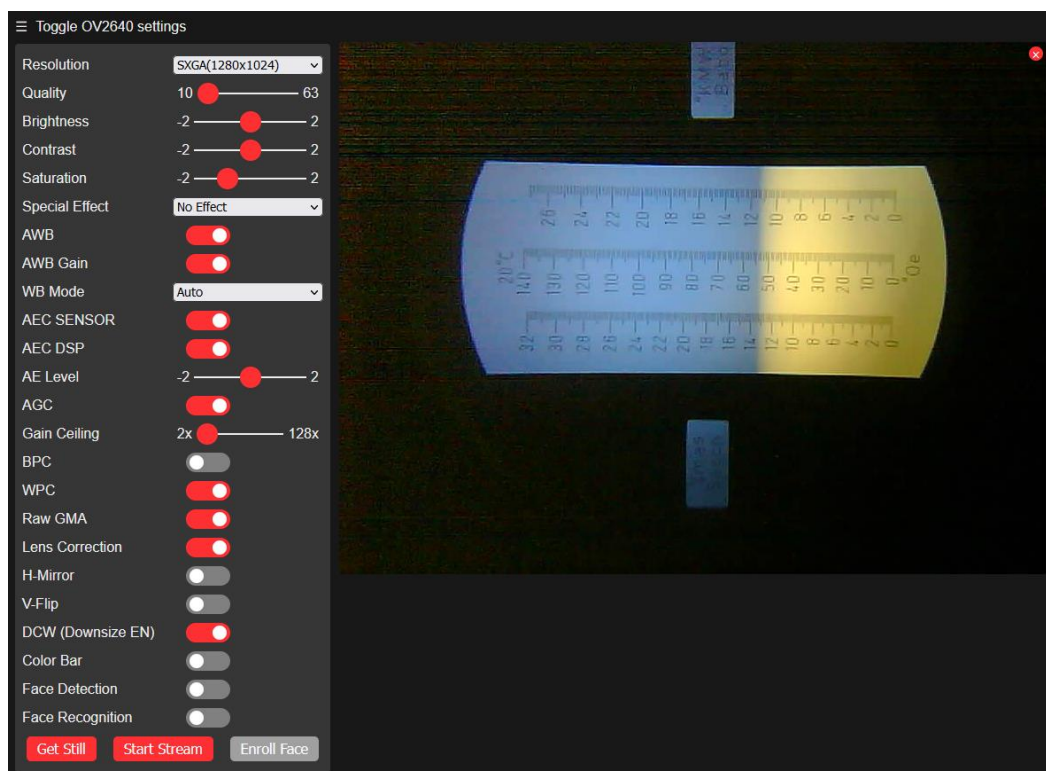 ☰ Toggle OV2640 settings
Resolution SXGA(1280x1024)
Quality 10 63
Brightness -2 2
Contrast -2 2
Saturation -2 2
Special Effect No Effect
AWB
AWB Gain
WB Mode Auto
AEC SENSOR
AEC DSP
AE Level -2 2
AGC
Gain Ceiling 2x 128x
BPC
WPC
Raw GMA
Lens Correction
H-Mirror
V-Flip
DCW (Downsize EN)
Color Bar
Face Detection
Face Recognition
Get Still Start Stream Enroll Face
°KMW
Babo
26 24 22 20 18 16 14 12 10 8 6 4 2 0
20°C
140 130 120 110 100 90 80 70 60 50 40 30 20 10 0 °Oe
32 30 28 26 24 22 20 18 16 14 12 10 8 6 4 2 0